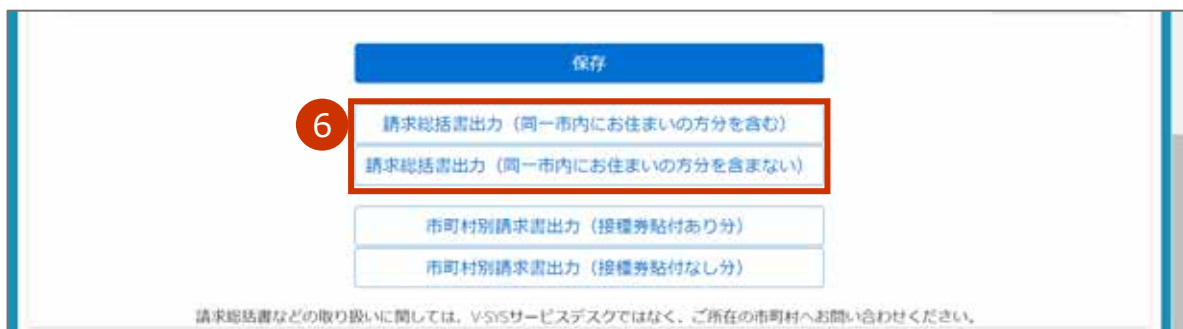 保存
6
請求総括書出力（同一市内にお住まいの方分を含む）
請求総括書出力（同一市内にお住まいの方分を含まない）
市町村別請求書出力（接種券貼付あり分）
市町村別請求書出力（接種券貼付なし分）
請求総括書などの取り扱いに関しては、V-SYSサービスデスクではなく、ご所在の市町村へお問い合わせください。